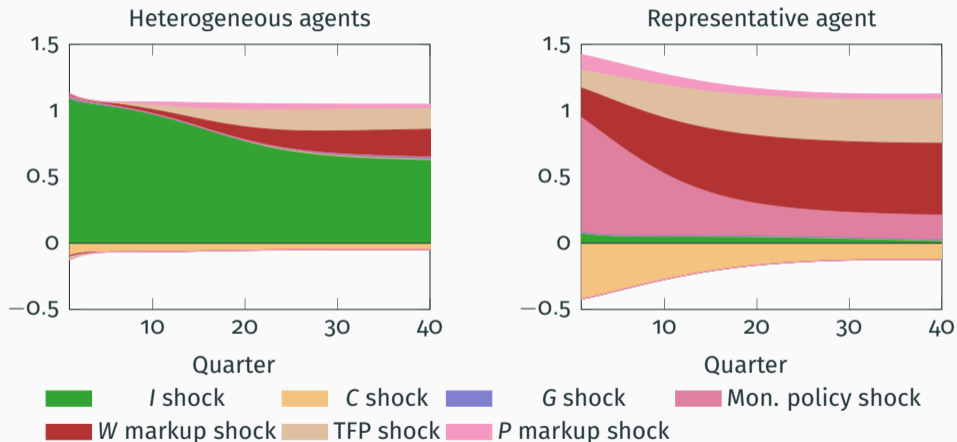 Heterogeneous agents
1.5
1
0.5
0
−0.5
10 20 30 40
Quarter
Representative agent
1.5
1
0.5
0
−0.5
10 20 30 40
Quarter
I shock C shock G shock Mon. policy shock
W markup shock TFP shock P markup shock